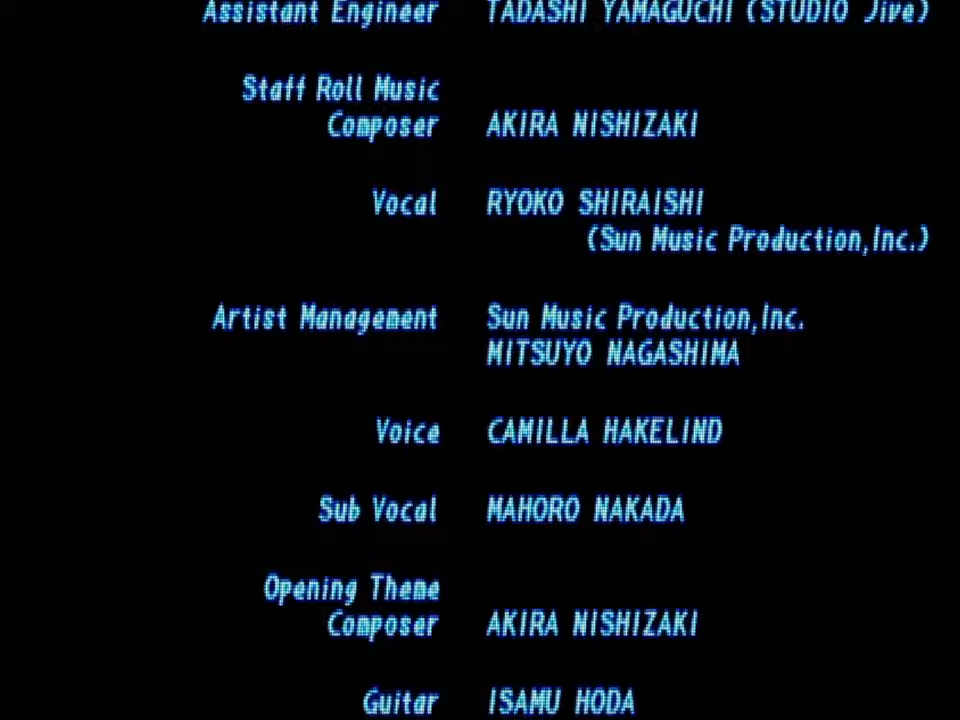 Assistant Engineer TADASHI YAMAGUCHI (STUDIO Jive)
Staff Roll Music
Composer AKIRA NISHIZAKI
Vocal RYOKO SHIRAISHI
(Sun Music Production,Inc.)
Artist Management Sun Music Production,Inc.
MITSUYO NAGASHIMA
Voice CAMILLA HAKELIND
Sub Vocal MAHORO NAKADA
Opening Theme
Composer AKIRA NISHIZAKI
Guitar ISAMU HODA